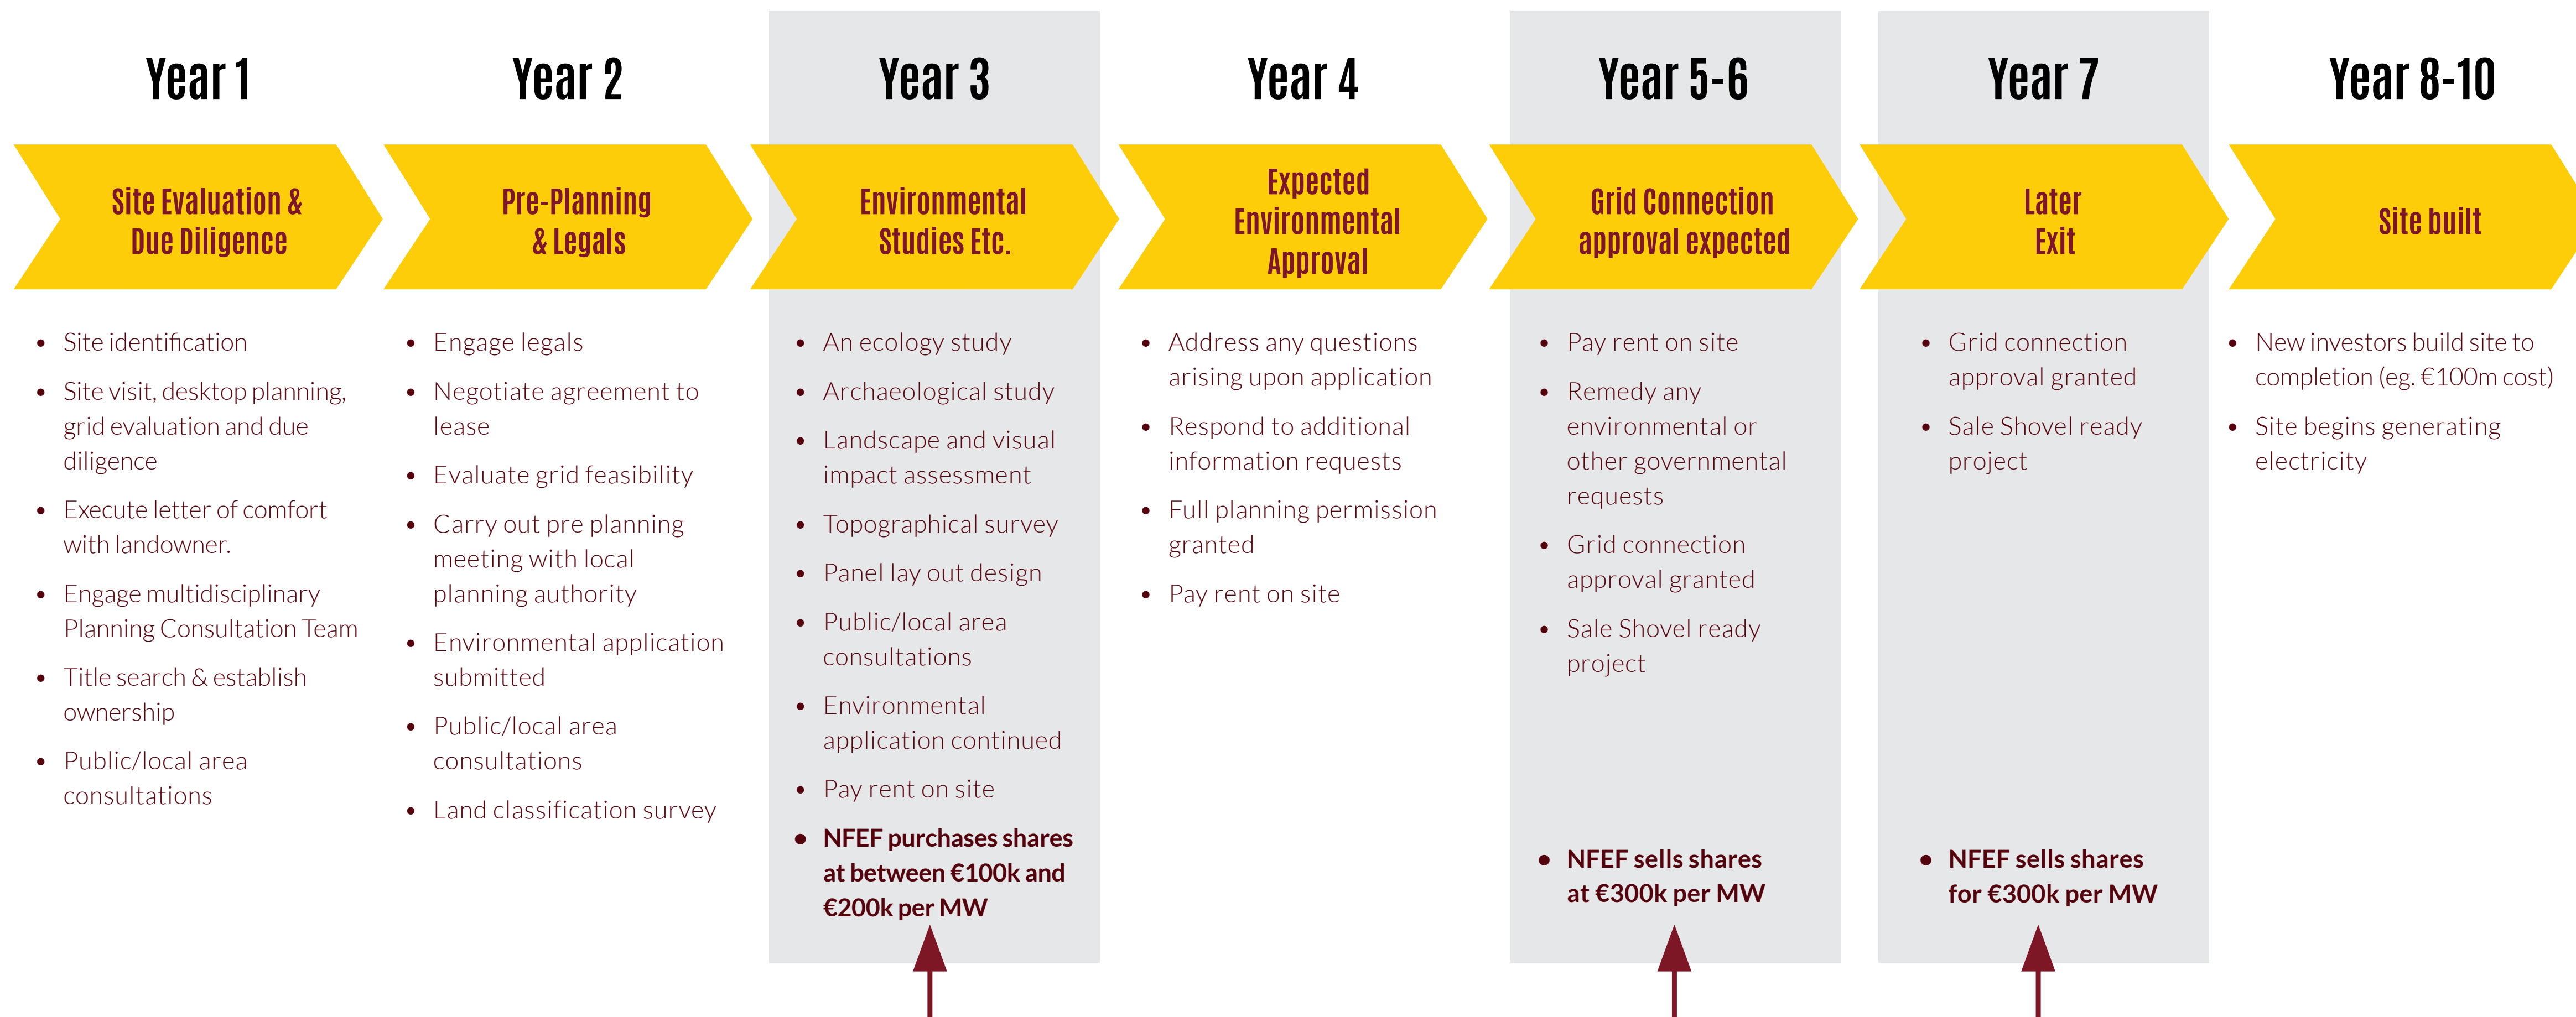 Year 1
Site Evaluation &
Due Diligence
• Site identification
• Site visit, desktop planning,
grid evaluation and due
diligence
• Execute letter of comfort
with landowner.
• Engage multidisciplinary
Planning Consultation Team
• Title search & establish
ownership
• Public/local area
consultations
Year 2
Pre-Planning
& Legals
• Engage legals
• Negotiate agreement to
lease
• Evaluate grid feasibility
• Carry out pre planning
meeting with local
planning authority
• Environmental application
submitted
• Public/local area
consultations
• Land classification survey
Year 3
Environmental
Studies Etc.
• An ecology study
• Archaeological study
• Landscape and visual
impact assessment
• Topographical survey
• Panel lay out design
• Public/local area
consultations
• Environmental
application continued
• Pay rent on site
• NFEF purchases shares
at between €100k and
€200k per MW
Year 4
Expected
Environmental
Approval
• Address any questions
arising upon application
• Respond to additional
information requests
• Full planning permission
granted
• Pay rent on site
Year 5-6
Grid Connection
approval expected
• Pay rent on site
• Remedy any
environmental or
other governmental
requests
• Grid connection
approval granted
• Sale Shovel ready
project
• NFEF sells shares
at €300k per MW
Year 7
Later
Exit
• Grid connection
approval granted
• Sale Shovel ready
project
• NFEF sells shares
for €300k per MW
Year 8-10
Site built
• New investors build site to
completion (eg. €100m cost)
• Site begins generating
electricity